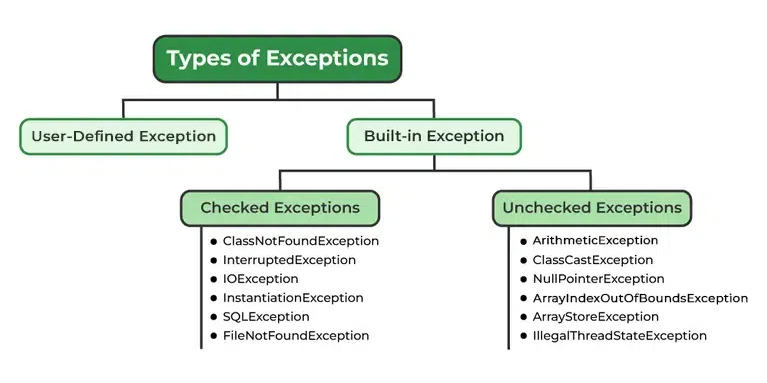 Types of Exceptions
User-Defined Exception
Built-in Exception
Checked Exceptions
ClassNotFoundException
InterruptedException
IOException
InstantiationException
SQLException
FileNotFoundException
Unchecked Exceptions
ArithmeticException
ClassCastException
NullPointerException
ArrayIndexOutOfBoundsException
ArrayStoreException
IllegalThreadStateException